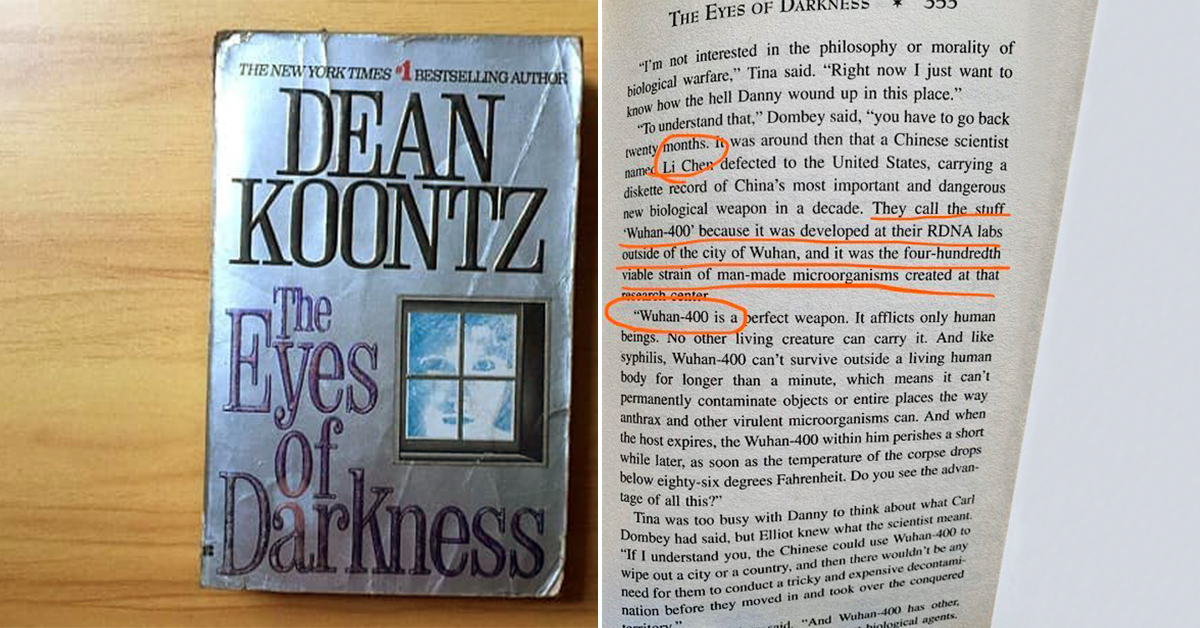 THE NEW YORK TIMES #1 BESTSELLING AUTHOR
DEAN
KOONTZ
The
Eyes
of
Darkness
THE EYES OF DARKNESS * 353
“I’m not interested in the philosophy or morality of
biological warfare,” Tina said. “Right now I just want to
know how the hell Danny wound up in this place.”
“To understand that,” Dombey said, “you have to go back
twenty months. It was around then that a Chinese scientist
named Li Chen defected to the United States, carrying a
diskette record of China’s most important and dangerous
new biological weapon in a decade. They call the stuff
‘Wuhan-400’ because it was developed at their RDNA labs
outside of the city of Wuhan, and it was the four-hundredth
viable strain of man-made microorganisms created at that
research center.
“Wuhan-400 is a perfect weapon. It afflicts only human
beings. No other living creature can carry it. And like
syphilis, Wuhan-400 can’t survive outside a living human
body for longer than a minute, which means it can’t
permanently contaminate objects or entire places the way
anthrax and other virulent microorganisms can. And when
the host expires, the Wuhan-400 within him perishes a short
while later, as soon as the temperature of the corpse drops
below eighty-six degrees Fahrenheit. Do you see the advan-
tage of all this?”
Tina was too busy with Danny to think about what Carl
Dombey had said, but Elliot knew what the scientist meant.
“If I understand you, the Chinese could use Wuhan-400 to
wipe out a city or a country, and then there wouldn’t be any
need for them to conduct a tricky and expensive decontami-
nation before they moved in and took over the conquered
territory.”
said. “And Wuhan-400 has other,
biological agents.